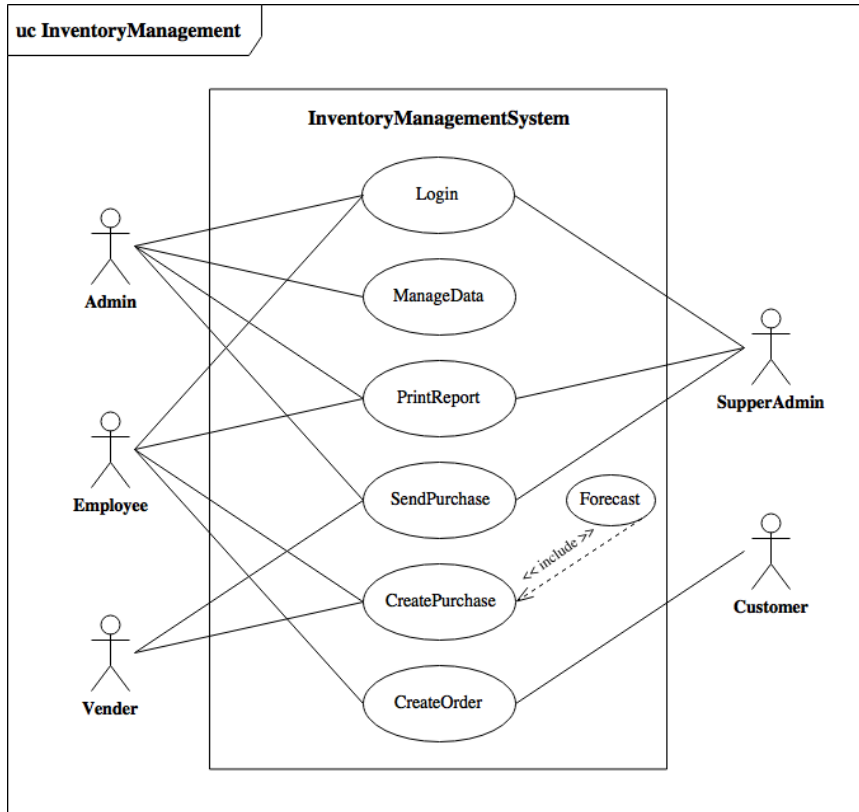 uc InventoryManagement
InventoryManagementSystem
Login
Admin
ManageData
PrintReport
SupperAdmin
Employee
SendPurchase
Forecast
<< include >>
CreatePurchase
Customer
Vender
CreateOrder